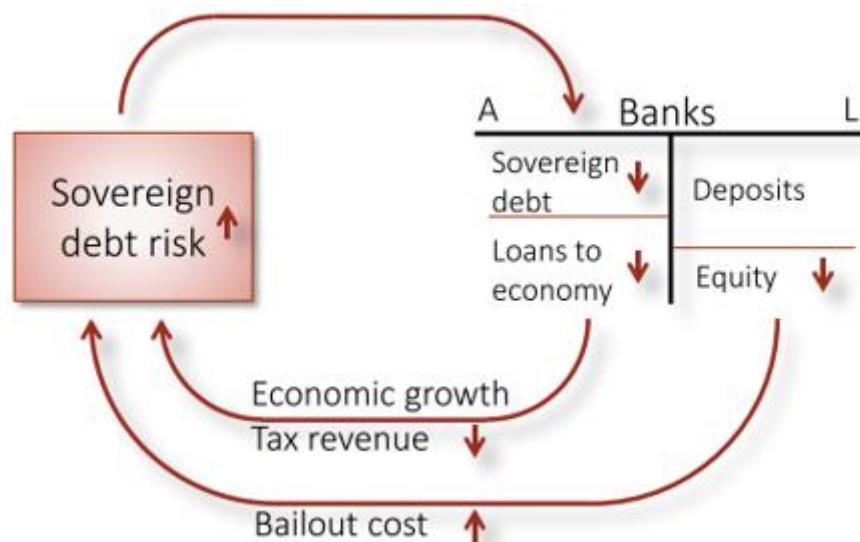 A Banks L
Sovereign
debt
Deposits
Loans to
economy
Equity
Sovereign
debt risk
Economic growth
Tax revenue
Bailout cost